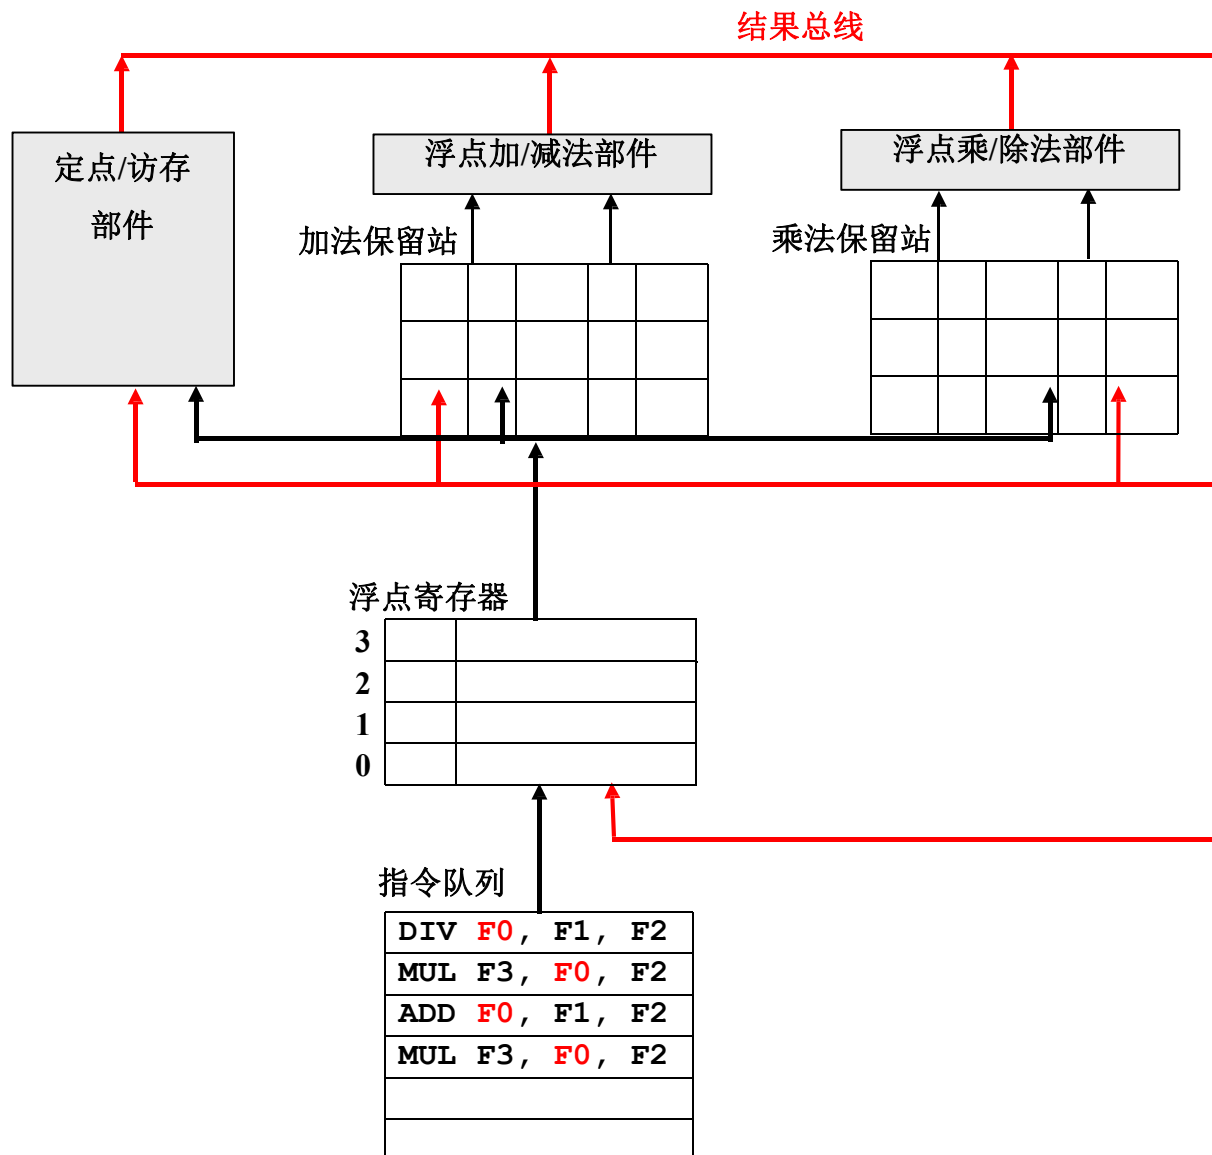 结果总线
定点/访存
部件
浮点加/减法部件
浮点乘/除法部件
加法保留站
乘法保留站
浮点寄存器
3
2
1
0
指令队列
DIV F0, F1, F2
MUL F3, F0, F2
ADD F0, F1, F2
MUL F3, F0, F2